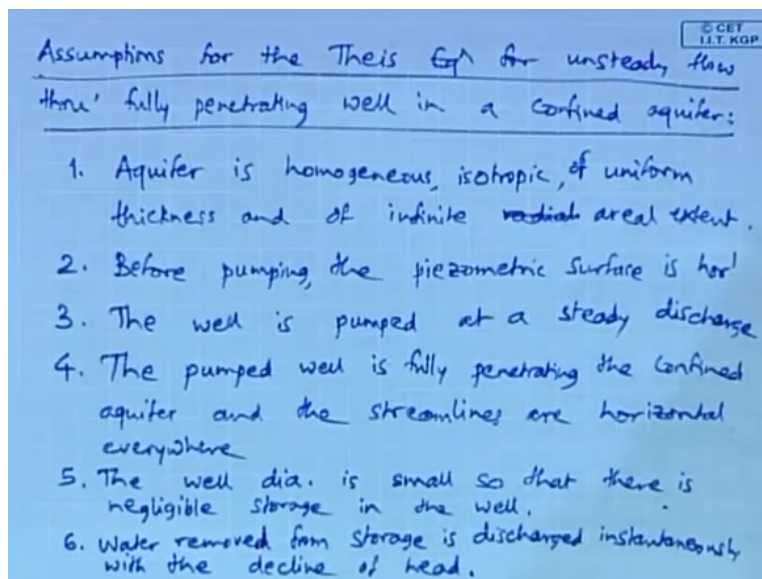 © CET
I.I.T. KGP
Assumptions for the Theis Eqn for unsteady flow
thru' fully penetrating well in a confined aquifer:
1. Aquifer is homogeneous, isotropic, of uniform
thickness and of infinite radial areal extent.
2. Before pumping, the piezometric surface is hor'l
3. The well is pumped at a steady discharge
4. The pumped well is fully penetrating the confined
aquifer and the streamlines are horizontal
everywhere
5. The well dia. is small so that there is
negligible storage in the well.
6. Water removed from storage is discharged instantaneously
with the decline of head.